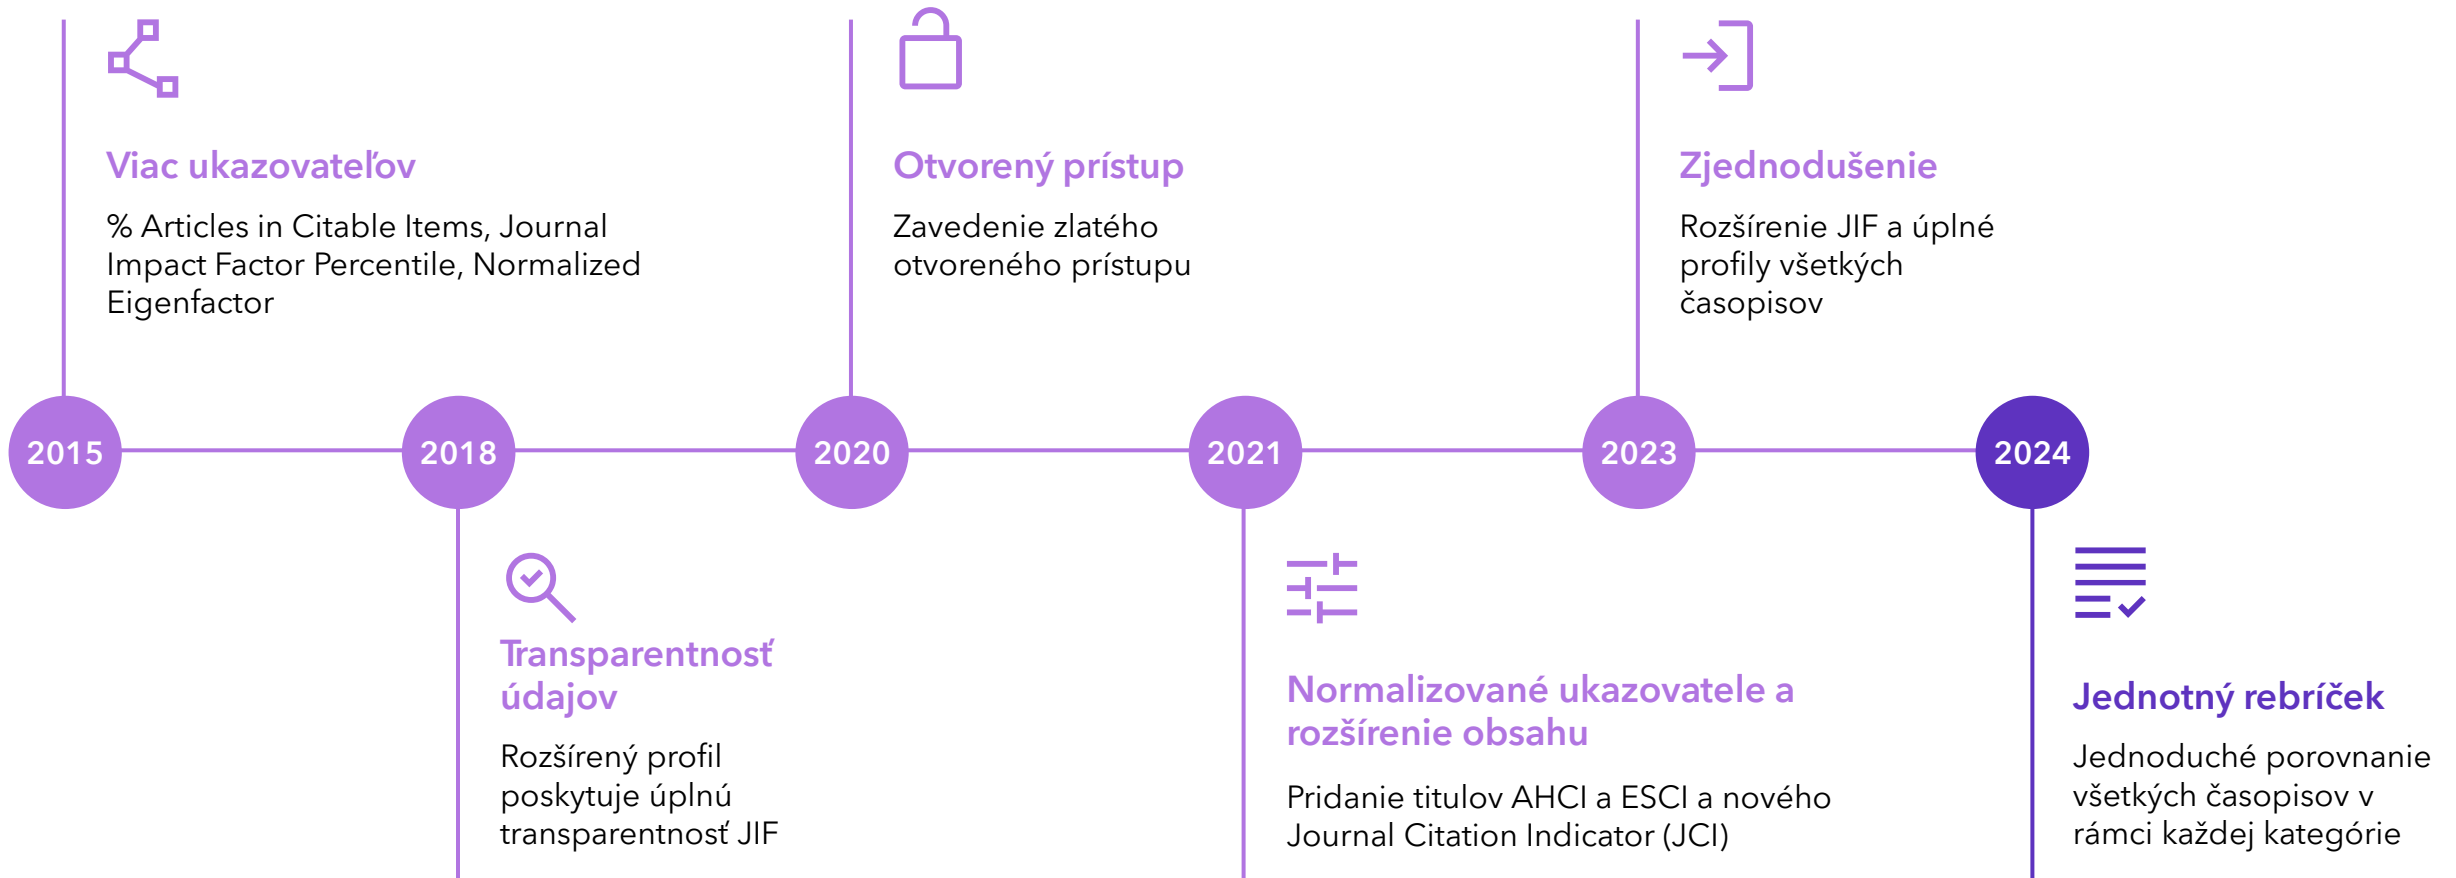 Viac ukazovateľov
% Articles in Citable Items, Journal
Impact Factor Percentile, Normalized
Eigenfactor
Otvorený prístup
Zavedenie zlatého
otvoreného prístupu
Zjednodušenie
Rozšírenie JIF a úplné
profily všetkých
časopisov
2015
2018
2020
2021
2023
2024
Transparentnosť
údajov
Rozšírený profil
poskytuje úplnú
transparentnosť JIF
Normalizované ukazovatele a
rozšírenie obsahu
Pridanie titulov AHCI a ESCI a nového
Journal Citation Indicator (JCI)
Jednotný rebríček
Jednoduché porovnanie
všetkých časopisov v
rámci každej kategórie